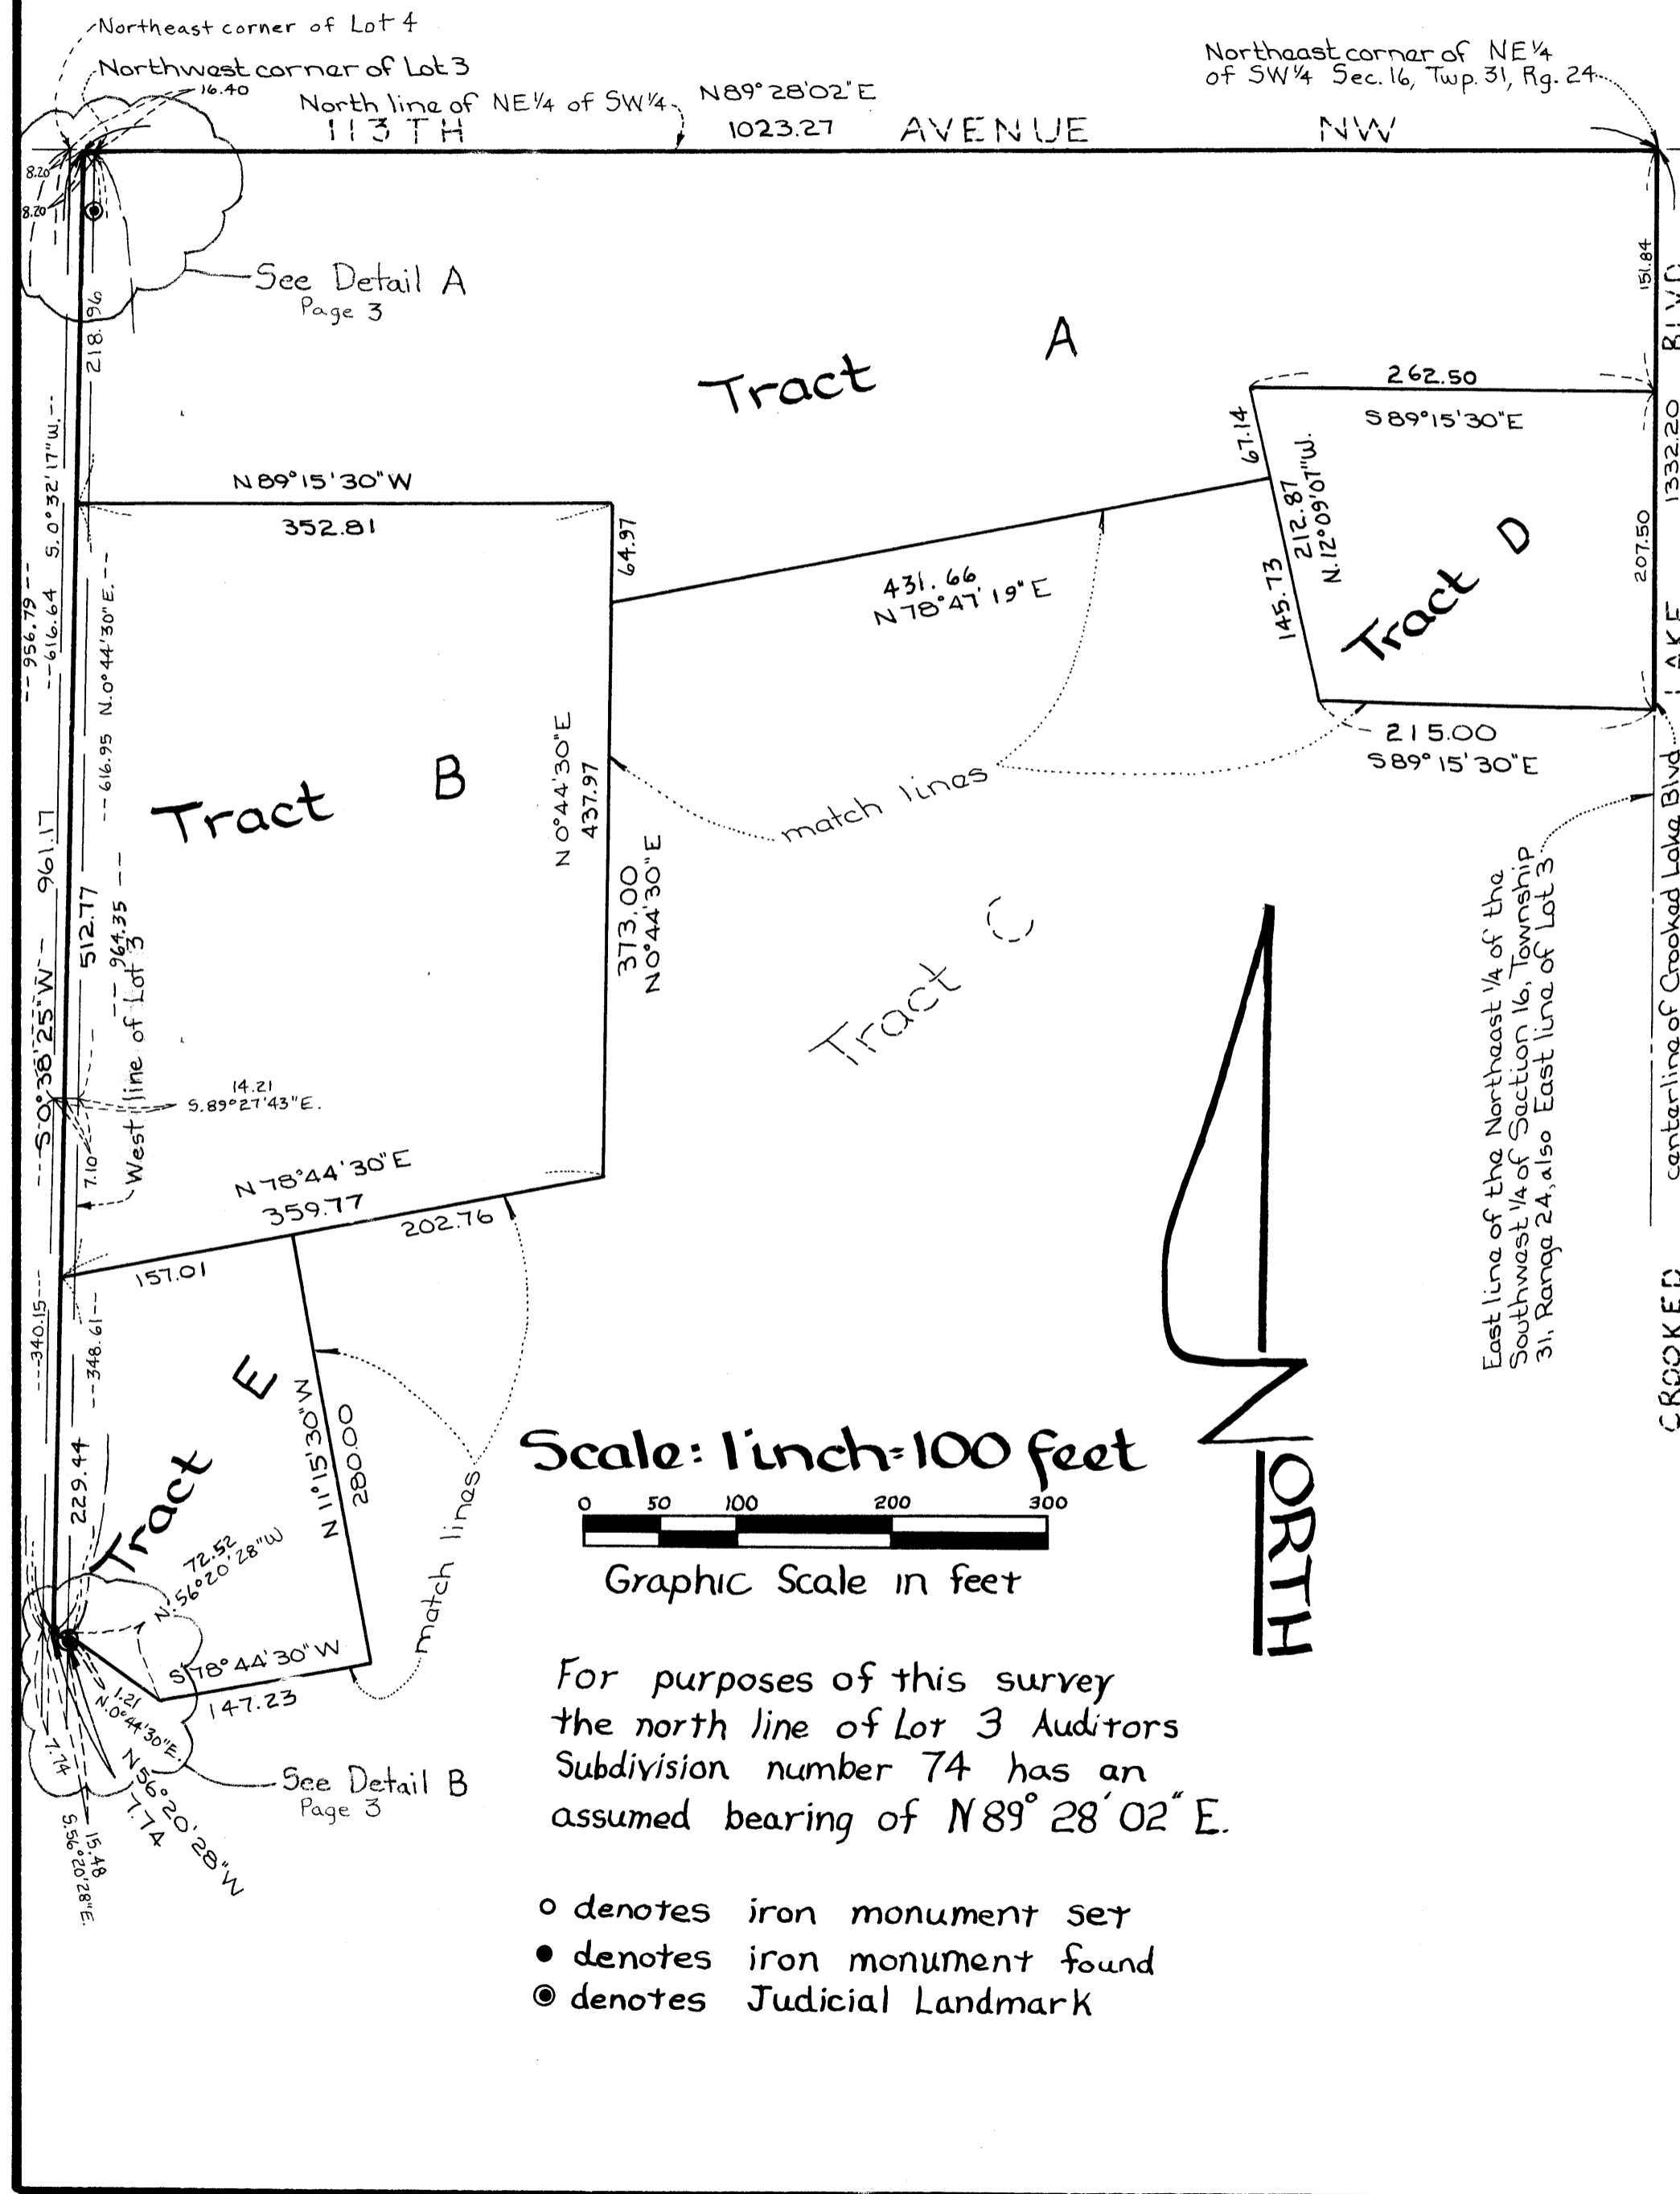 Northeast corner of Lot 4
Northwest corner of Lot 3
16.40
North line of NE¼ of SW¼
N89°28'02"E
1023.27
113TH AVENUE NW
Northeast corner of NE¼
of SW¼ Sec. 16, Twp. 31, Rg. 24
8.20
8.20
See Detail A
Page 3
218.96
Tract A
151.84
262.50
S89°15'30"E
67.14
212.87
N.12°09'07"W.
145.73
Tract D
207.50
215.00
S89°15'30"E
1332.20
CROOKED LAKE BLVD
centerline of Crooked Lake Blvd.
N89°15'30"W
352.81
64.97
431.66
N78°47'19"E
--956.79--
--616.64 S.0°32'17"W.--
--616.95 N.0°44'30"E.--
Tract B
N0°44'30"E
437.97
373.00
N0°44'30"E
match lines
Tract C
---S0°38'25"W-- 961.17
512.77
--964.35--
West line of Lot 3
14.21
S.89°27'43"E.
7.10
N78°44'30"E
359.77
202.76
157.01
East line of the Northeast ¼ of the
Southwest ¼ of Section 16, Township
31, Range 24, also East line of Lot 3
---340.15---
--348.61--
229.44
Tract E
N11°15'30"W
280.00
match lines
72.52
N.56°20'28"W
S78°44'30"W
147.23
1.21
N.0°44'30"E.
7.74
N56°20'28"W
7.74
15.48
S.56°20'28"E.
See Detail B
Page 3
Scale: 1 inch=100 feet
0 50 100 200 300
Graphic Scale in feet
NORTH
For purposes of this survey
the north line of Lot 3 Auditors
Subdivision number 74 has an
assumed bearing of N89°28'02"E.
o denotes iron monument set
● denotes iron monument found
◉ denotes Judicial Landmark